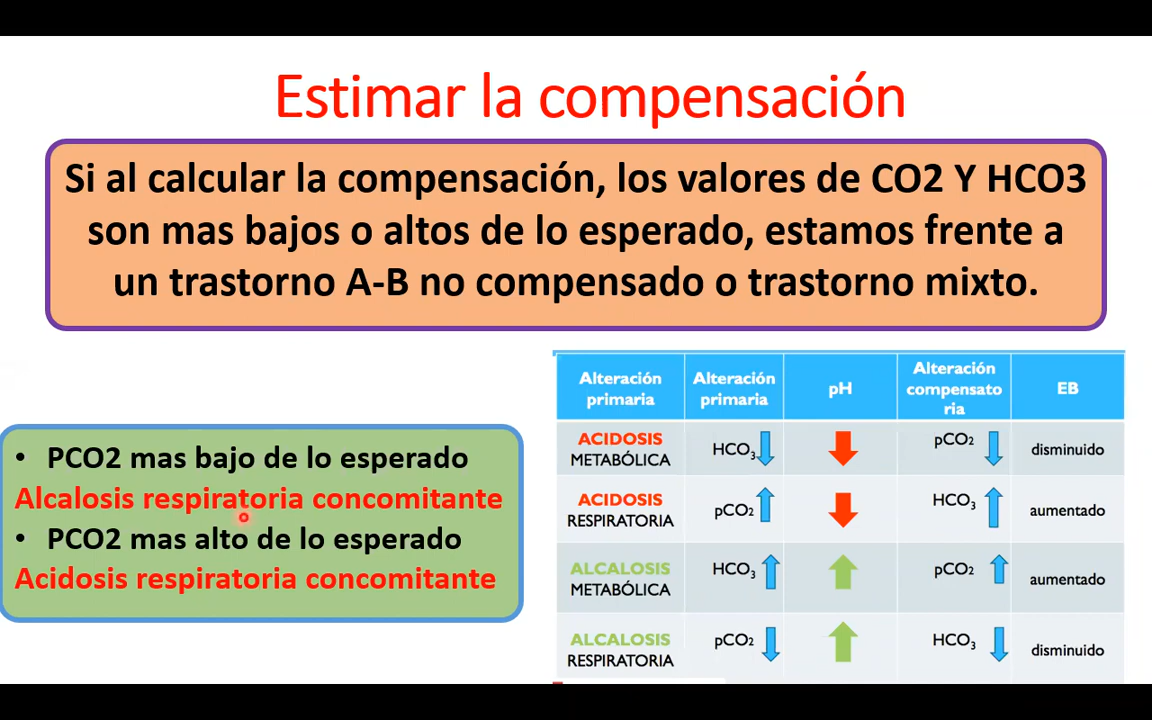 Estimar la compensación
Si al calcular la compensación, los valores de CO2 Y HCO3
son mas bajos o altos de lo esperado, estamos frente a
un trastorno A-B no compensado o trastorno mixto.
• PCO2 mas bajo de lo esperado
Alcalosis respiratoria concomitante
• PCO2 mas alto de lo esperado
Acidosis respiratoria concomitante
Alteración primaria Alteración primaria pH Alteración compensato ria EB
ACIDOSIS METABÓLICA HCO₃ pCO₂ disminuido
ACIDOSIS RESPIRATORIA pCO₂ HCO₃ aumentado
ALCALOSIS METABÓLICA HCO₃ pCO₂ aumentado
ALCALOSIS RESPIRATORIA pCO₂ HCO₃ disminuido